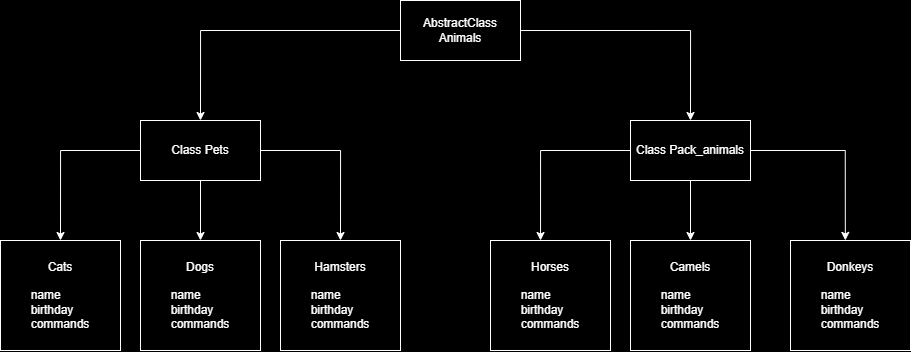 AbstractClass
Animals
Class Pets
Class Pack_animals
Cats
name
birthday
commands
Dogs
name
birthday
commands
Hamsters
name
birthday
commands
Horses
name
birthday
commands
Camels
name
birthday
commands
Donkeys
name
birthday
commands